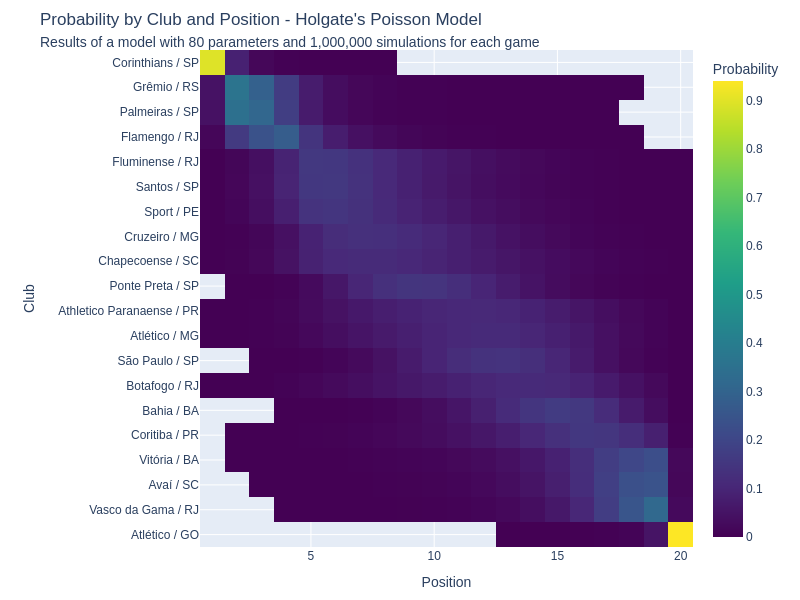 Probability by Club and Position - Holgate's Poisson Model
Results of a model with 80 parameters and 1,000,000 simulations for each game
Probability
Corinthians / SP
Grêmio / RS
Palmeiras / SP
Flamengo / RJ
Fluminense / RJ
Santos / SP
Sport / PE
Cruzeiro / MG
Chapecoense / SC
Ponte Preta / SP
Athletico Paranaense / PR
Atlético / MG
São Paulo / SP
Botafogo / RJ
Bahia / BA
Coritiba / PR
Vitória / BA
Avaí / SC
Vasco da Gama / RJ
Atlético / GO
Club
5
10
15
20
Position
0.9
0.8
0.7
0.6
0.5
0.4
0.3
0.2
0.1
0